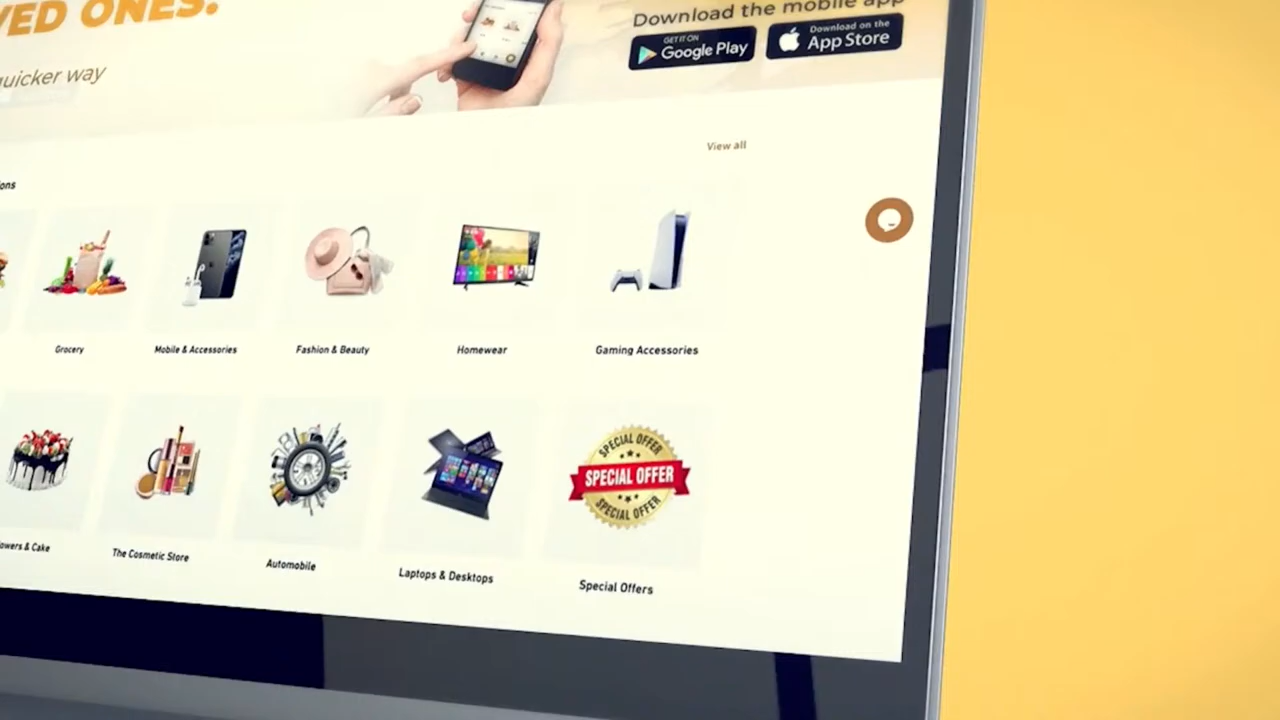 VED ONES.
quicker way
Download the mobile app
GET IT ON
Google Play
Download on the
App Store
View all
ons
Grocery
Mobile & Accessories
Fashion & Beauty
Homewear
Gaming Accessories
SPECIAL OFFER
SPECIAL OFFER
SPECIAL OFFER
owers & Cake
The Cosmetic Store
Automobile
Laptops & Desktops
Special Offers